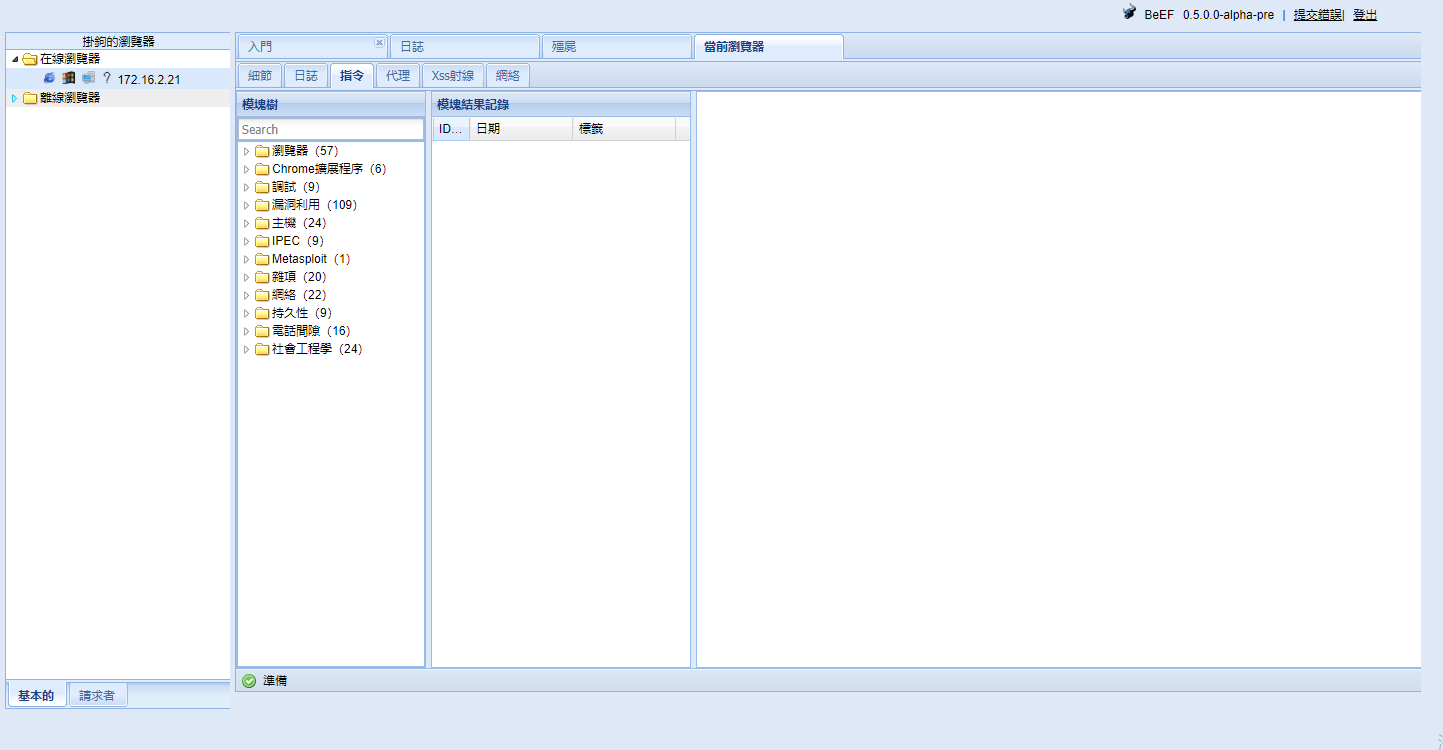 BeEF 0.5.0.0-alpha-pre | 提交錯誤| 登出
掛鉤的瀏覽器
在線瀏覽器
? 172.16.2.21
離線瀏覽器
基本的 請求者
入門 日誌 殭屍 當前瀏覽器
細節 日誌 指令 代理 Xss射線 網絡
模塊樹
Search
瀏覽器（57）
Chrome擴展程序（6）
調試（9）
漏洞利用（109）
主機（24）
IPEC（9）
Metasploit（1）
雜項（20）
網絡（22）
持久性（9）
電話間隙（16）
社會工程學（24）
模塊結果記錄
ID... 日期 標籤
準備